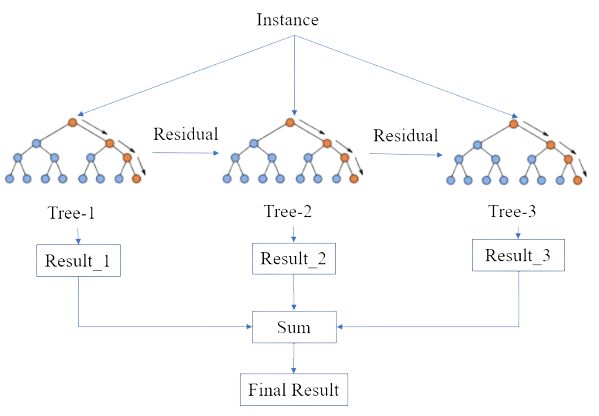 Instance
Residual
Residual
Tree-1
Tree-2
Tree-3
Result_1
Result_2
Result_3
Sum
Final Result